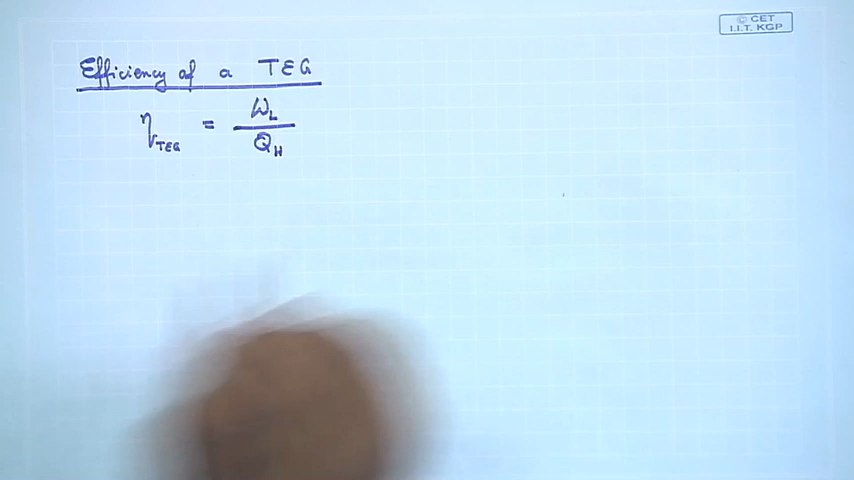 © CET
I.I.T. KGP
Efficiency of a TEG
η_TEG = W_L / Q_H